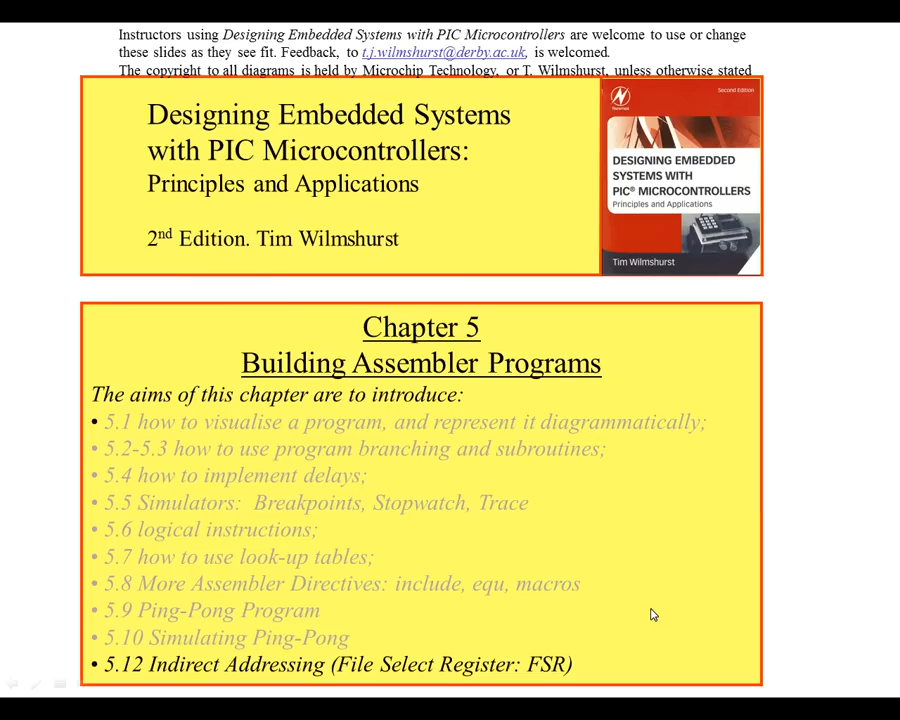 Instructors using Designing Embedded Systems with PIC Microcontrollers are welcome to use or change
these slides as they see fit. Feedback, to t.j.wilmshurst@derby.ac.uk, is welcomed.
The copyright to all diagrams is held by Microchip Technology, or T. Wilmshurst, unless otherwise stated
Designing Embedded Systems
with PIC Microcontrollers:
Principles and Applications
2nd Edition. Tim Wilmshurst
Newnes
Second Edition
DESIGNING EMBEDDED
SYSTEMS WITH
PIC® MICROCONTROLLERS
Principles and Applications
Tim Wilmshurst
Chapter 5
Building Assembler Programs
The aims of this chapter are to introduce:
• 5.1 how to visualise a program, and represent it diagrammatically;
• 5.2-5.3 how to use program branching and subroutines;
• 5.4 how to implement delays;
• 5.5 Simulators: Breakpoints, Stopwatch, Trace
• 5.6 logical instructions;
• 5.7 how to use look-up tables;
• 5.8 More Assembler Directives: include, equ, macros
• 5.9 Ping-Pong Program
• 5.10 Simulating Ping-Pong
• 5.12 Indirect Addressing (File Select Register: FSR)